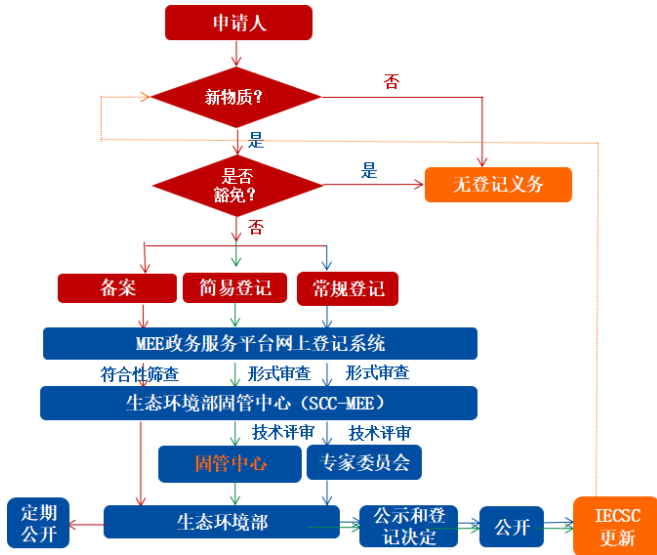 申请人
新物质?
否
是
是否
豁免?
是
无登记义务
否
备案
简易登记
常规登记
MEE政务服务平台网上登记系统
符合性筛查
形式审查
形式审查
生态环境部固管中心（SCC-MEE）
技术评审
技术评审
固管中心
专家委员会
定期
公开
生态环境部
公示和登
记决定
公开
IECSC
更新